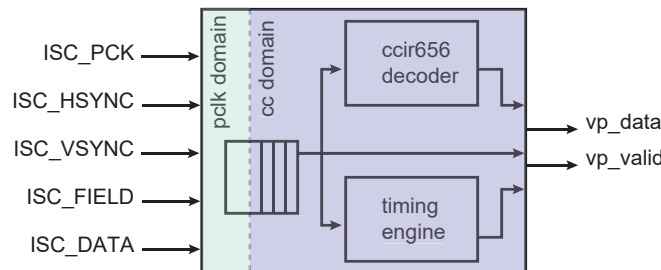 ISC_PCK
ISC_HSYNC
ISC_VSYNC
ISC_FIELD
ISC_DATA
pclk domain
cc domain
ccir656
decoder
timing
engine
vp_data
vp_valid